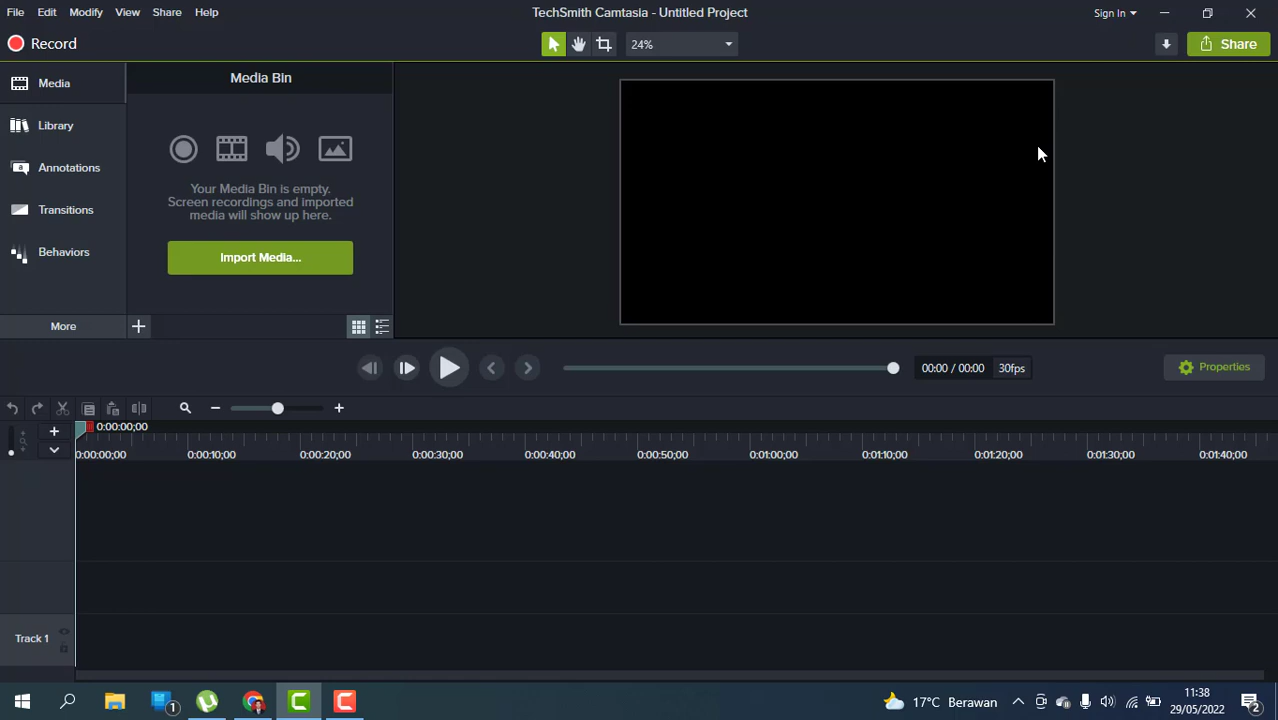 File Edit Modify View Share Help
TechSmith Camtasia - Untitled Project
Sign In
Record
24%
Share
Media
Library
Annotations
Transitions
Behaviors
More
Media Bin
Your Media Bin is empty.
Screen recordings and imported
media will show up here.
Import Media...
00:00 / 00:00 30fps
Properties
0:00:00;00
0:00:00;00 0:00:10;00 0:00:20;00 0:00:30;00 0:00:40;00 0:00:50;00 0:01:00;00 0:01:10;00 0:01:20;00 0:01:30;00 0:01:40;00
Track 1
1
17°C Berawan
11:38
29/05/2022
2